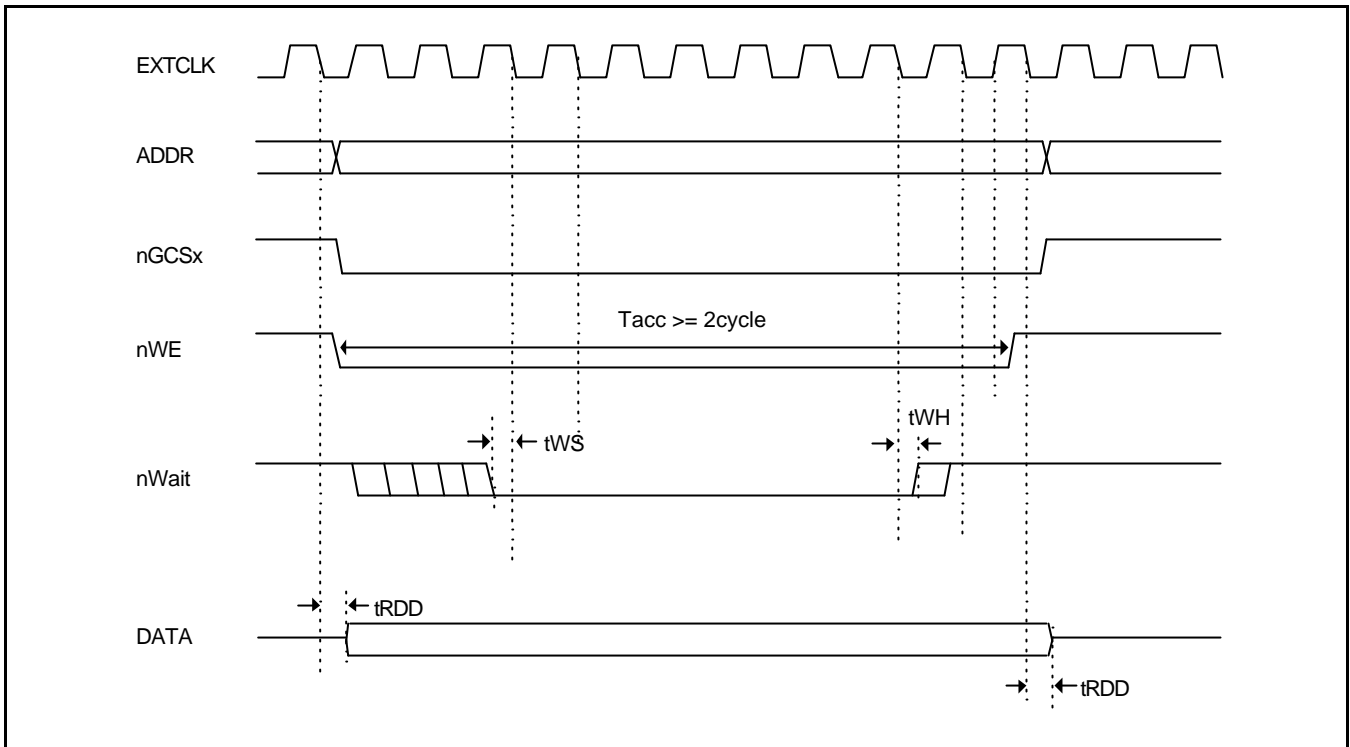 EXTCLK
ADDR
nGCSx
Tacc >= 2cycle
nWE
tWH
tWS
nWait
tRDD
DATA
tRDD